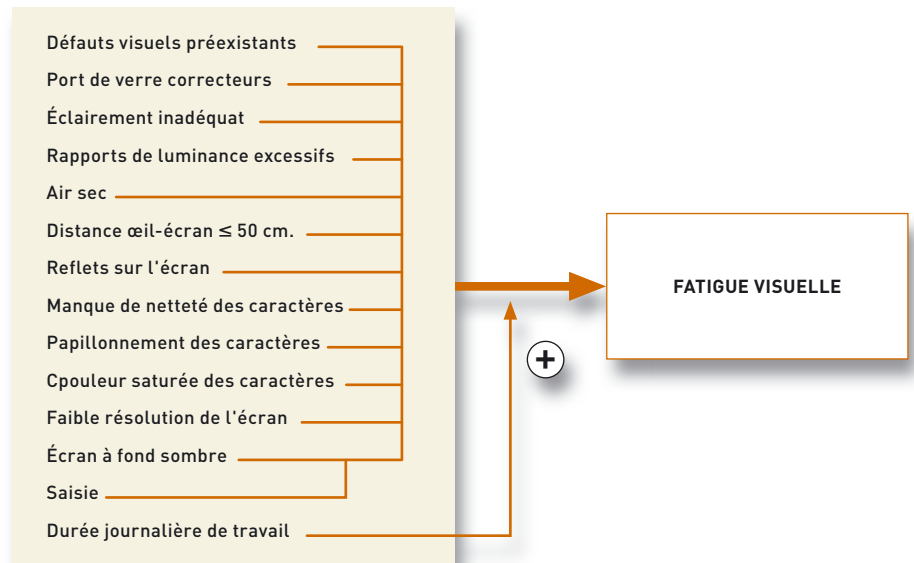 Défauts visuels préexistants
Port de verre correcteurs
Éclairement inadéquat
Rapports de luminance excessifs
Air sec
Distance œil-écran ≤ 50 cm.
Reflets sur l'écran
Manque de netteté des caractères
Papillonnement des caractères
Cpouleur saturée des caractères
Faible résolution de l'écran
Écran à fond sombre
Saisie
Durée journalière de travail
FATIGUE VISUELLE
+